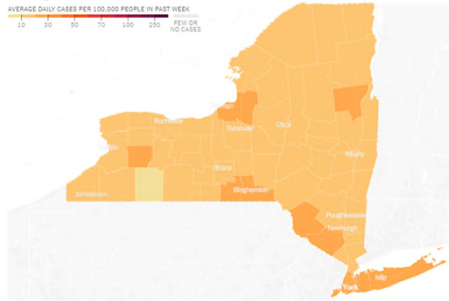 AVERAGE DAILY CASES PER 100,000 PEOPLE IN PAST WEEK
10 30 50 70 100 250
FEW OR
NO CASES
Rochester
Syracuse
Utica
Albany
Ithaca
Jamestown
Binghamton
Poughkeepsie
Newburgh
Islip
York